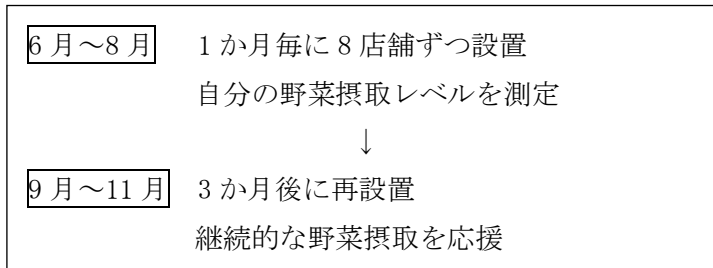 6月～8月　1か月毎に8店舗ずつ設置
自分の野菜摂取レベルを測定
↓
9月～11月　3か月後に再設置
継続的な野菜摂取を応援